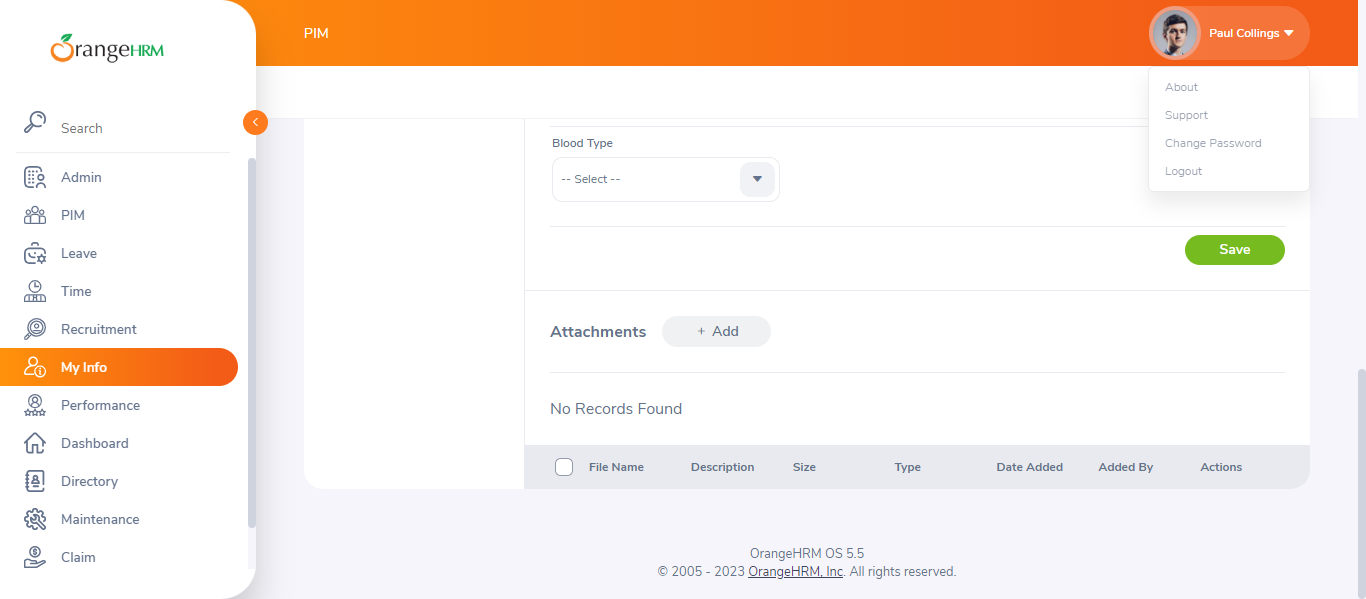 OrangeHRM
Search
Admin
PIM
Leave
Time
Recruitment
My Info
Performance
Dashboard
Directory
Maintenance
Claim
PIM
Paul Collings
About
Support
Change Password
Logout
Blood Type
-- Select --
Save
Attachments
+ Add
No Records Found
File Name Description Size Type Date Added Added By Actions
OrangeHRM OS 5.5
© 2005 - 2023 OrangeHRM, Inc. All rights reserved.